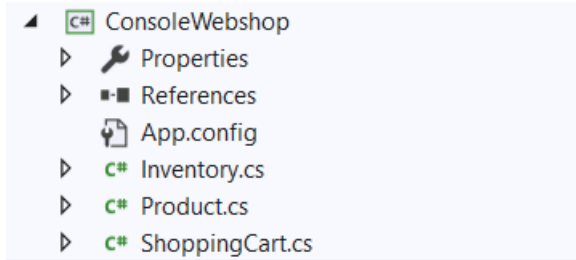 C# ConsoleWebshop
Properties
References
App.config
C# Inventory.cs
C# Product.cs
C# ShoppingCart.cs